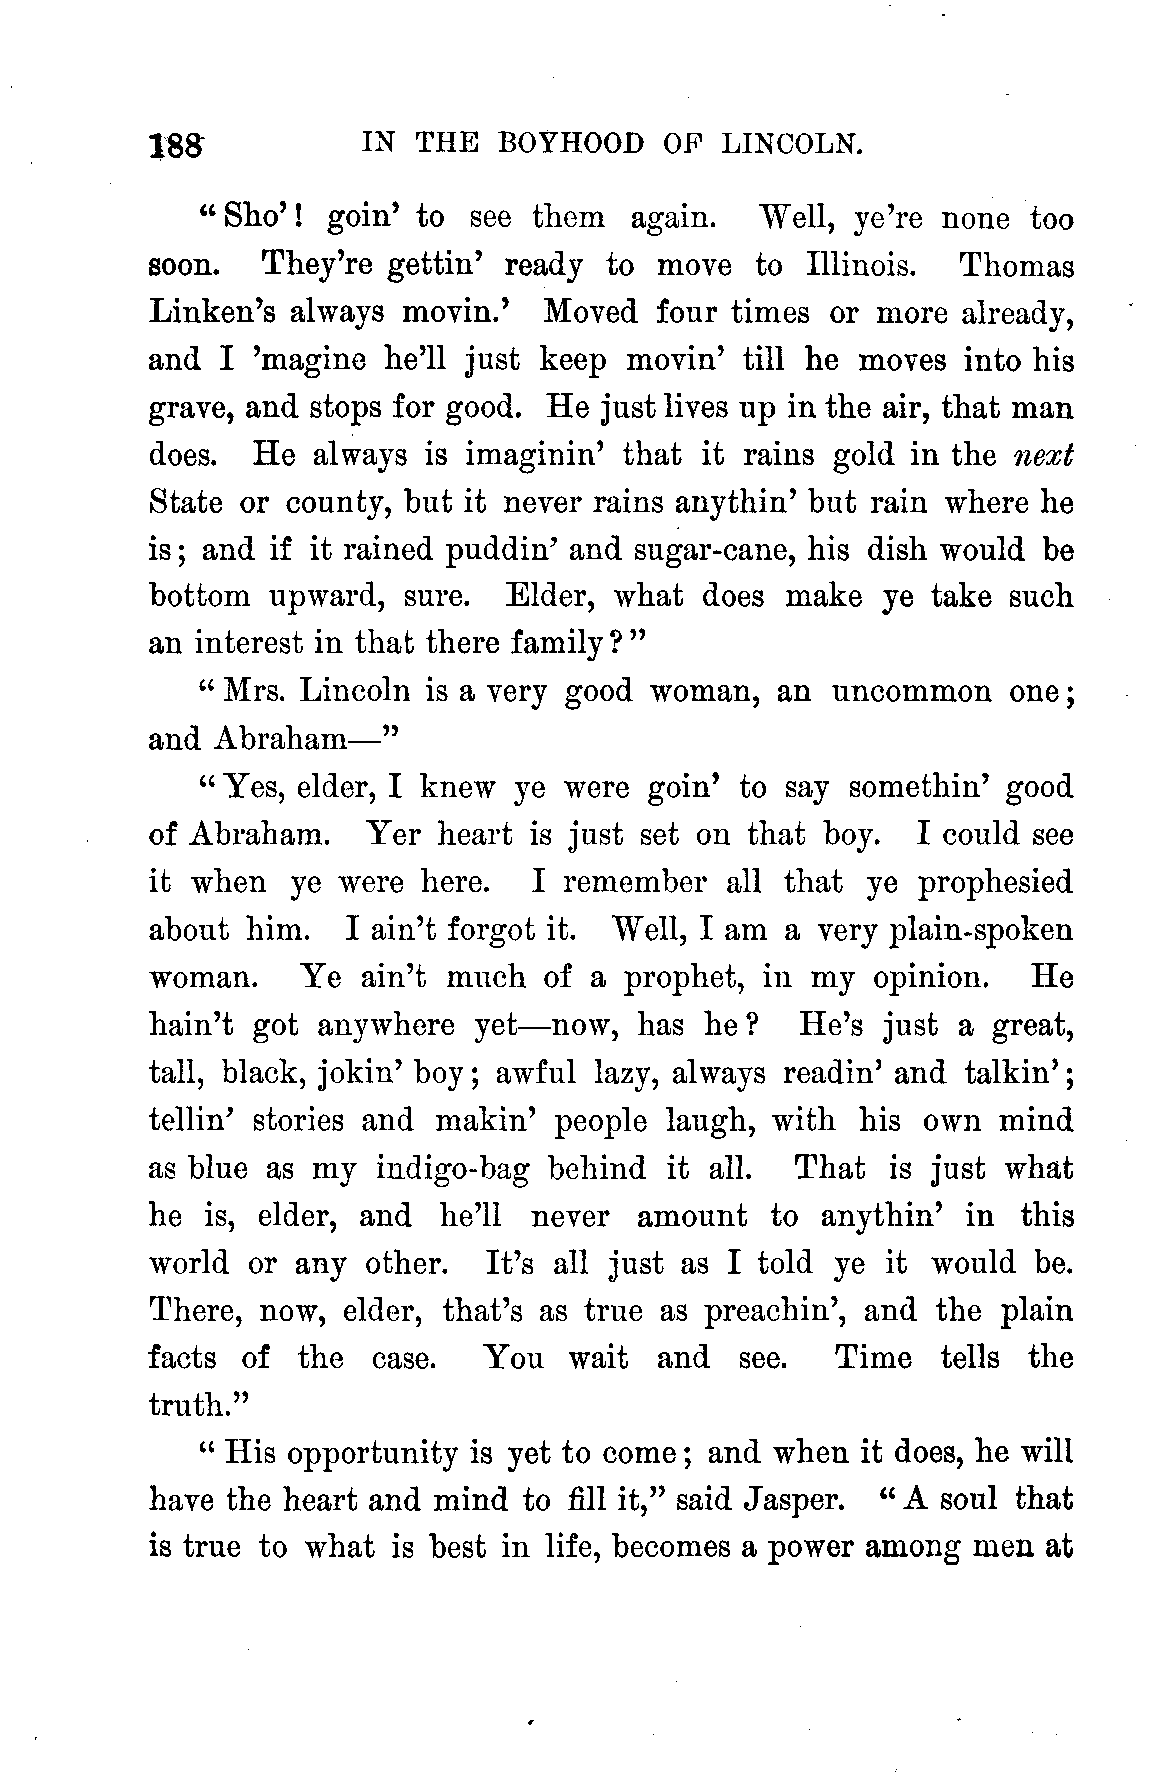 188 IN THE BOYHOOD OF LINCOLN.
“Sho’! goin’ to see them again. Well, ye’re none too
soon. They’re gettin’ ready to move to Illinois. Thomas
Linken’s always movin.’ Moved four times or more already,
and I ’magine he’ll just keep movin’ till he moves into his
grave, and stops for good. He just lives up in the air, that man
does. He always is imaginin’ that it rains gold in the next
State or county, but it never rains anythin’ but rain where he
is; and if it rained puddin’ and sugar-cane, his dish would be
bottom upward, sure. Elder, what does make ye take such
an interest in that there family?”
“Mrs. Lincoln is a very good woman, an uncommon one;
and Abraham—”
“Yes, elder, I knew ye were goin’ to say somethin’ good
of Abraham. Yer heart is just set on that boy. I could see
it when ye were here. I remember all that ye prophesied
about him. I ain’t forgot it. Well, I am a very plain-spoken
woman. Ye ain’t much of a prophet, in my opinion. He
hain’t got anywhere yet—now, has he? He’s just a great,
tall, black, jokin’ boy; awful lazy, always readin’ and talkin’;
tellin’ stories and makin’ people laugh, with his own mind
as blue as my indigo-bag behind it all. That is just what
he is, elder, and he’ll never amount to anythin’ in this
world or any other. It’s all just as I told ye it would be.
There, now, elder, that’s as true as preachin’, and the plain
facts of the case. You wait and see. Time tells the
truth.”
“His opportunity is yet to come; and when it does, he will
have the heart and mind to fill it,” said Jasper. “A soul that
is true to what is best in life, becomes a power among men at